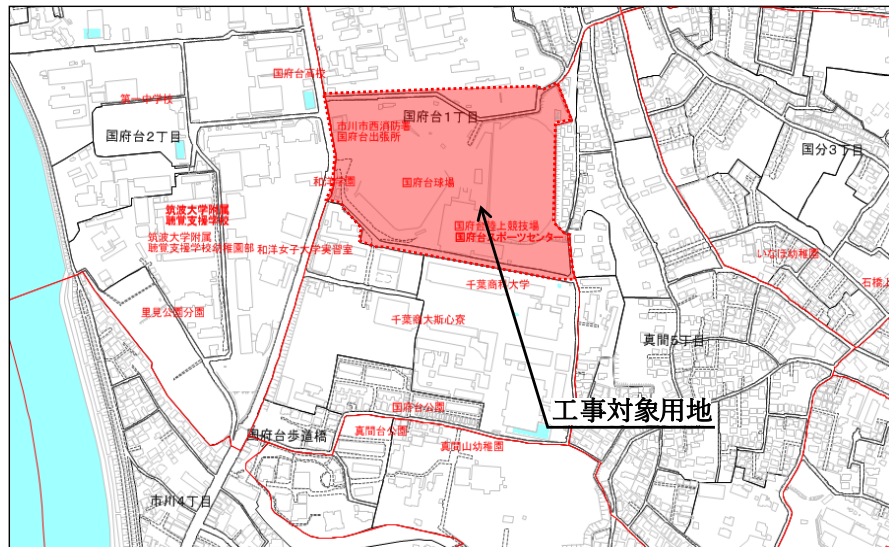 国府台高校
第一中学校
国府台1丁目
国府台2丁目
市川市西消防署
国府台出張所
国分3丁目
和洋学園
国府台球場
筑波大学附属
聴覚支援学校
国府台陸上競技場
国府台スポーツセンター
筑波大学附属
聴覚支援学校幼稚園部
和洋女子大学実習室
いなほ幼稚園
千葉商科大学
石橋上
里見公園分園
千葉商大斯心寮
真間5丁目
国府台公園
工事対象用地
真間台公園
国府台歩道橋
真間山幼稚園
市川4丁目